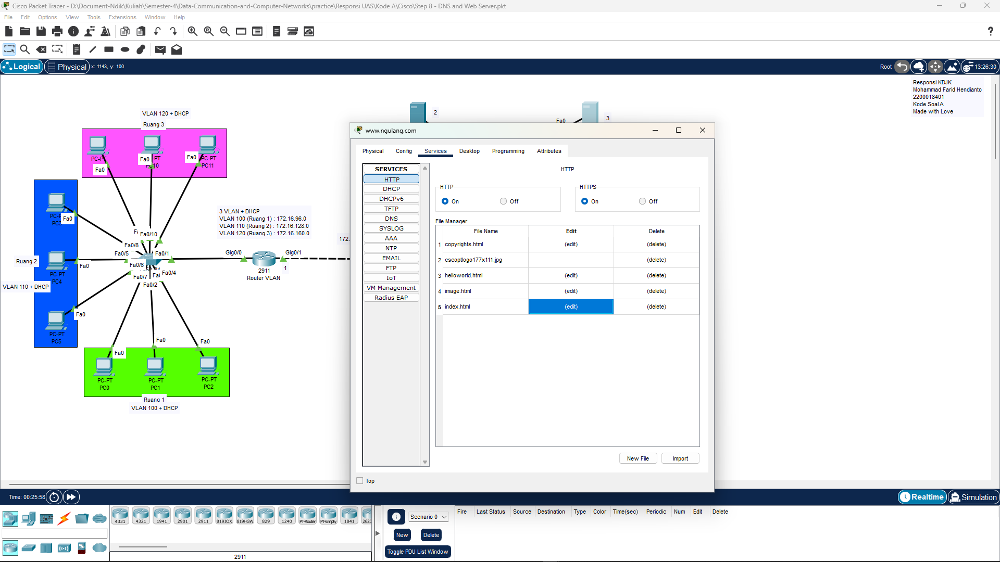 Cisco Packet Tracer - D:\Document-Ndik\Kuliah\Semester-4\Data-Communication-and-Computer-Networks\practice\Responsi UAS\Kode A\Cisco\Step 8 - DNS and Web Server.pkt
File Edit Options View Tools Extensions Window Help
Logical Physical x: 1143, y: 100
Root 13:26:30
Responsi KDJK
Mohammad Farid Hendianto
2200018401
Kode Soal A
Made with Love
VLAN 120 + DHCP
Ruang 3
PC-PT
Fa0
Fa0
-PT
Fa0
PC-PT
PC11
Fa0
PC-PT
PC4
Fa0
Ruang 2
VLAN 110 + DHCP
Fa0
PC-PT
PC5
Fa0/10
Fa0/8
Fa0/5
Fa0/1
Fa0/6
Fa0/4
Fa0/7
Fa0/2
3 VLAN + DHCP
VLAN 100 (Ruang 1) : 172.16.96.0
VLAN 110 (Ruang 2) : 172.16.128.0
VLAN 120 (Ruang 3) : 172.16.160.0
172.
Gig0/0
Gig0/1
2911
Router VLAN
1
Fa0
Fa0
Fa0
PC-PT
PC0
PC-PT
PC1
PC-PT
PC2
Ruang 1
VLAN 100 + DHCP
2
Fa0
3
www.ngulang.com
Physical Config Services Desktop Programming Attributes
SERVICES
HTTP
DHCP
DHCPv6
TFTP
DNS
SYSLOG
AAA
NTP
EMAIL
FTP
IoT
VM Management
Radius EAP
HTTP
HTTP
On Off
HTTPS
On Off
File Manager
File Name Edit Delete
1 copyrights.html (edit) (delete)
2 cscoptlogo177x111.jpg (delete)
3 helloworld.html (edit) (delete)
4 image.html (edit) (delete)
5 index.html (edit) (delete)
New File Import
Top
Time: 00:25:58
Realtime Simulation
4331 4321 1941 2901 2911 819IOX 819HGW 829 1240 PT-Router PT-Empty 1841 2620
2911
Scenario 0
New Delete
Toggle PDU List Window
Fire Last Status Source Destination Type Color Time(sec) Periodic Num Edit Delete